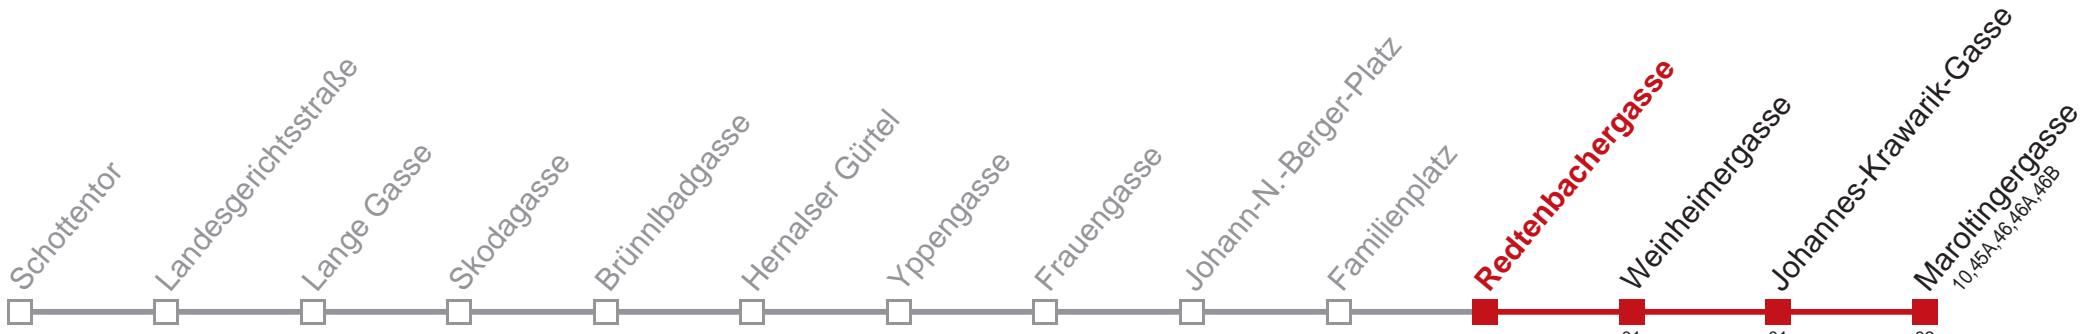 Schottentor
Landesgerichtsstraße
Lange Gasse
Skodagasse
Brünnlbadgasse
Hernalser Gürtel
Yppengasse
Frauengasse
Johann-N.-Berger-Platz
Familienplatz
Redtenbachergasse
Weinheimergasse
Johannes-Krawarik-Gasse
Maroltingergasse
10,45A,46,46A,46B